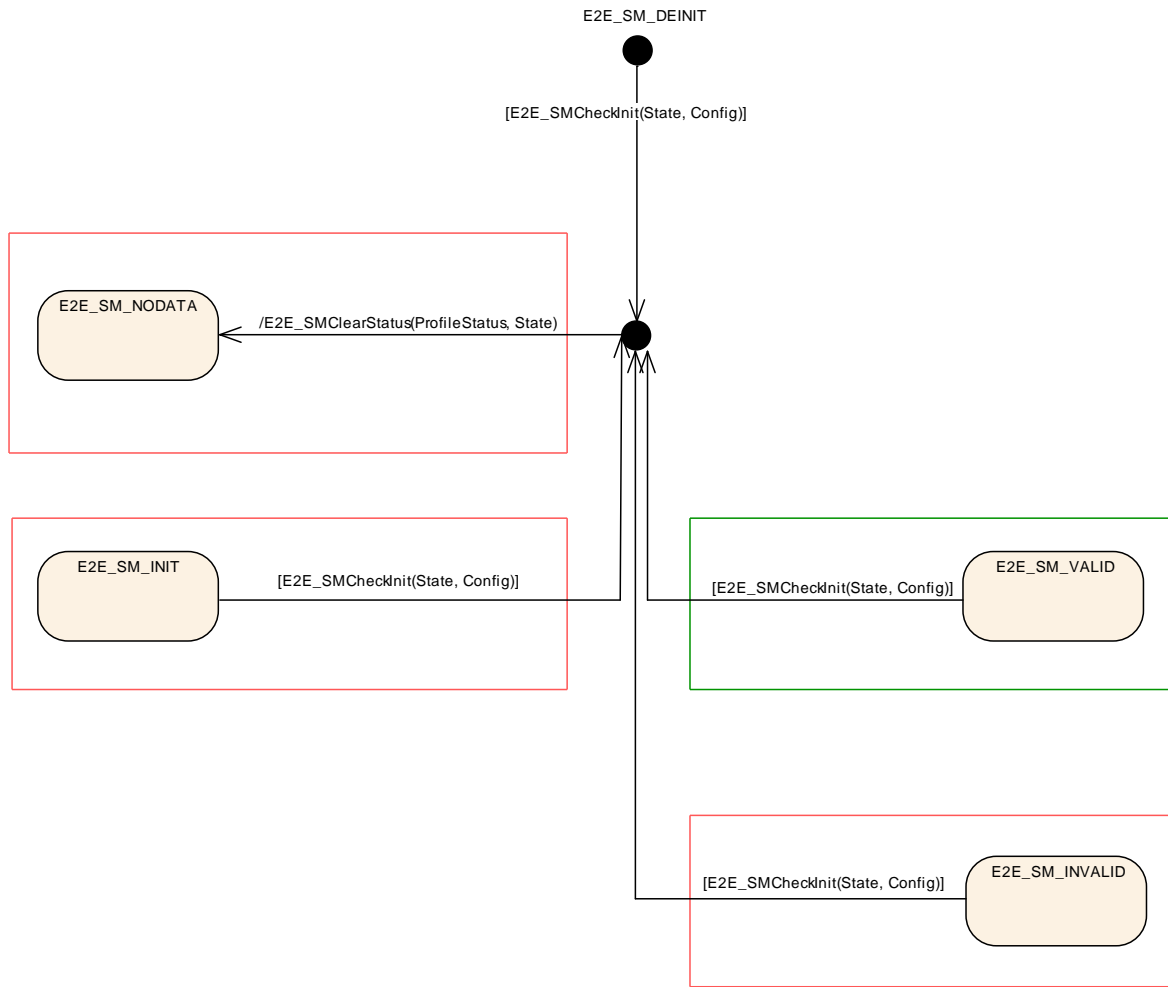 E2E_SM_DEINIT
[E2E_SMCheckInit(State, Config)]
E2E_SM_NODATA
/E2E_SMClearStatus(ProfileStatus, State)
E2E_SM_INIT
[E2E_SMCheckInit(State, Config)]
E2E_SM_VALID
[E2E_SMCheckInit(State, Config)]
E2E_SM_INVALID
[E2E_SMCheckInit(State, Config)]